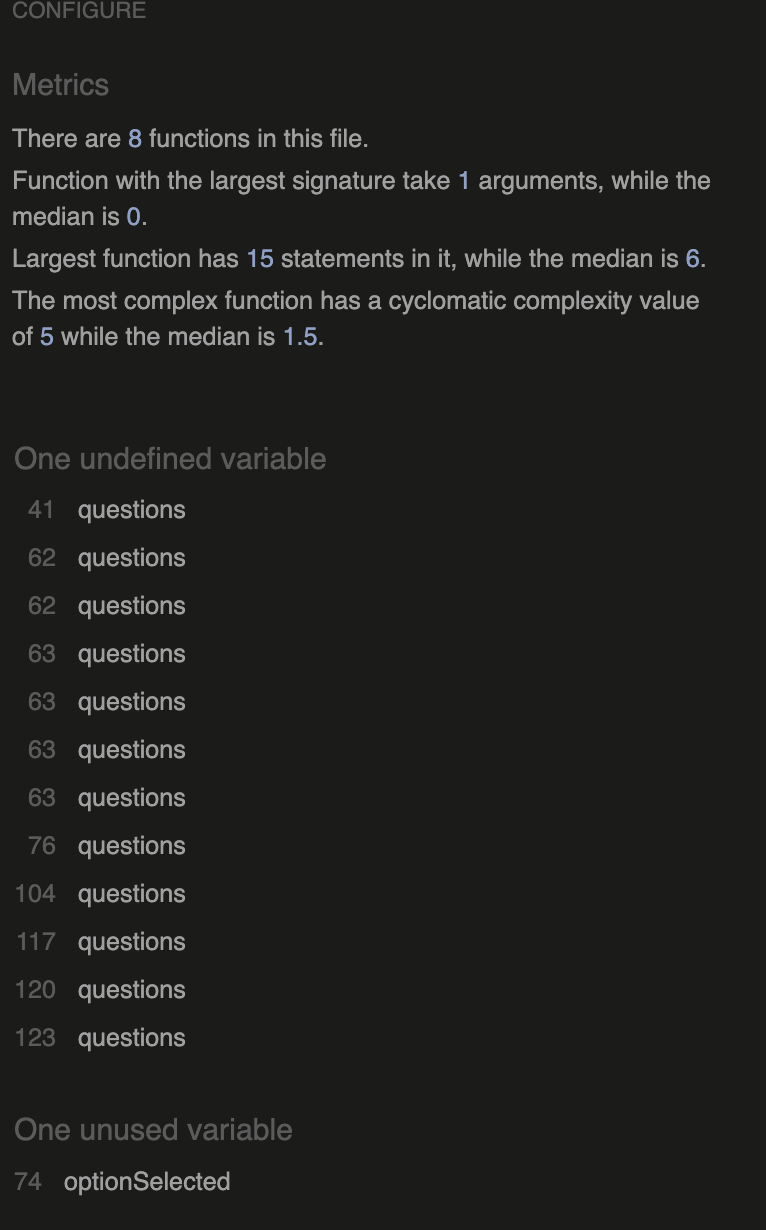 CONFIGURE
Metrics
There are 8 functions in this file.
Function with the largest signature take 1 arguments, while the
median is 0.
Largest function has 15 statements in it, while the median is 6.
The most complex function has a cyclomatic complexity value
of 5 while the median is 1.5.
One undefined variable
41 questions
62 questions
62 questions
63 questions
63 questions
63 questions
63 questions
76 questions
104 questions
117 questions
120 questions
123 questions
One unused variable
74 optionSelected